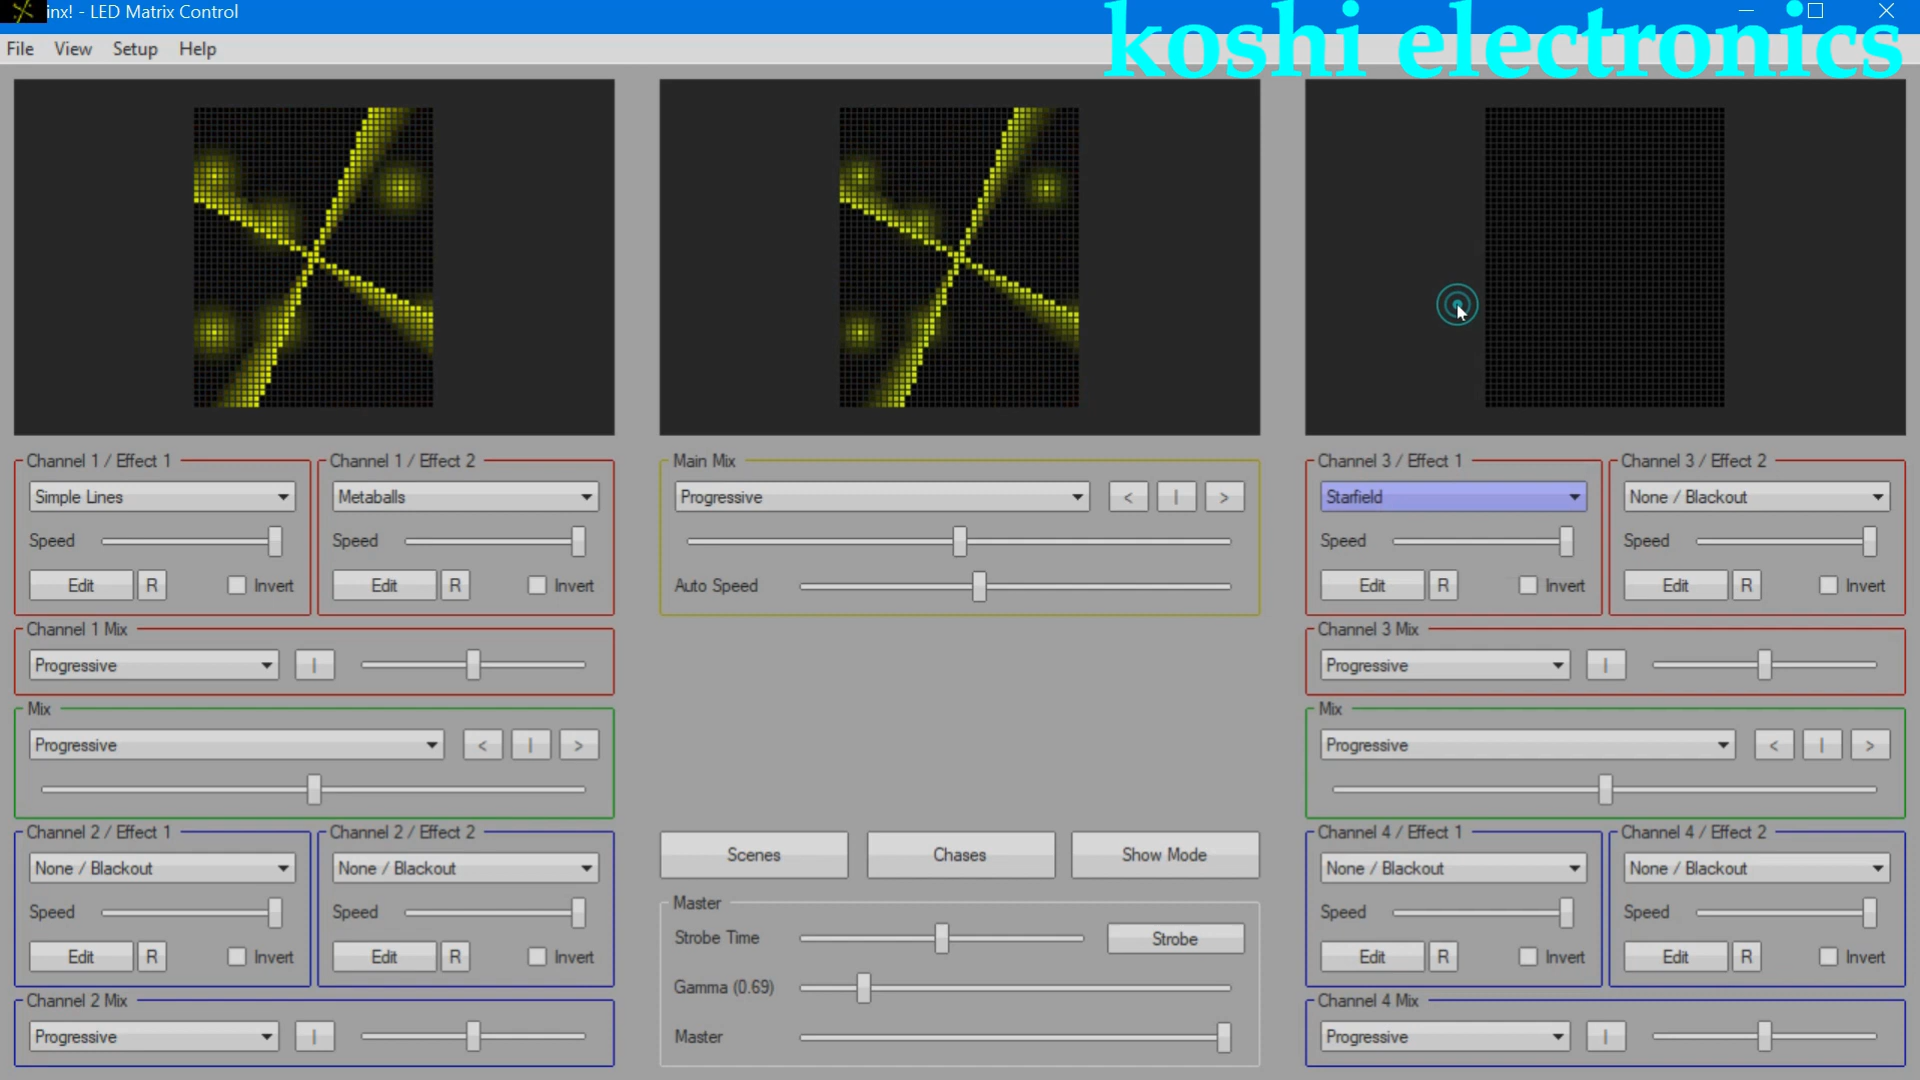 inx! - LED Matrix Control
koshi electronics
File View Setup Help
Channel 1 / Effect 1
Simple Lines
Speed
Edit R Invert
Channel 1 / Effect 2
Metaballs
Speed
Edit R Invert
Channel 1 Mix
Progressive |
Mix
Progressive < | >
Channel 2 / Effect 1
None / Blackout
Speed
Edit R Invert
Channel 2 / Effect 2
None / Blackout
Speed
Edit R Invert
Channel 2 Mix
Progressive |
Main Mix
Progressive < | >
Auto Speed
Scenes Chases Show Mode
Master
Strobe Time Strobe
Gamma (0.69)
Master
Channel 3 / Effect 1
Starfield
Speed
Edit R Invert
Channel 3 / Effect 2
None / Blackout
Speed
Edit R Invert
Channel 3 Mix
Progressive |
Mix
Progressive < | >
Channel 4 / Effect 1
None / Blackout
Speed
Edit R Invert
Channel 4 / Effect 2
None / Blackout
Speed
Edit R Invert
Channel 4 Mix
Progressive |